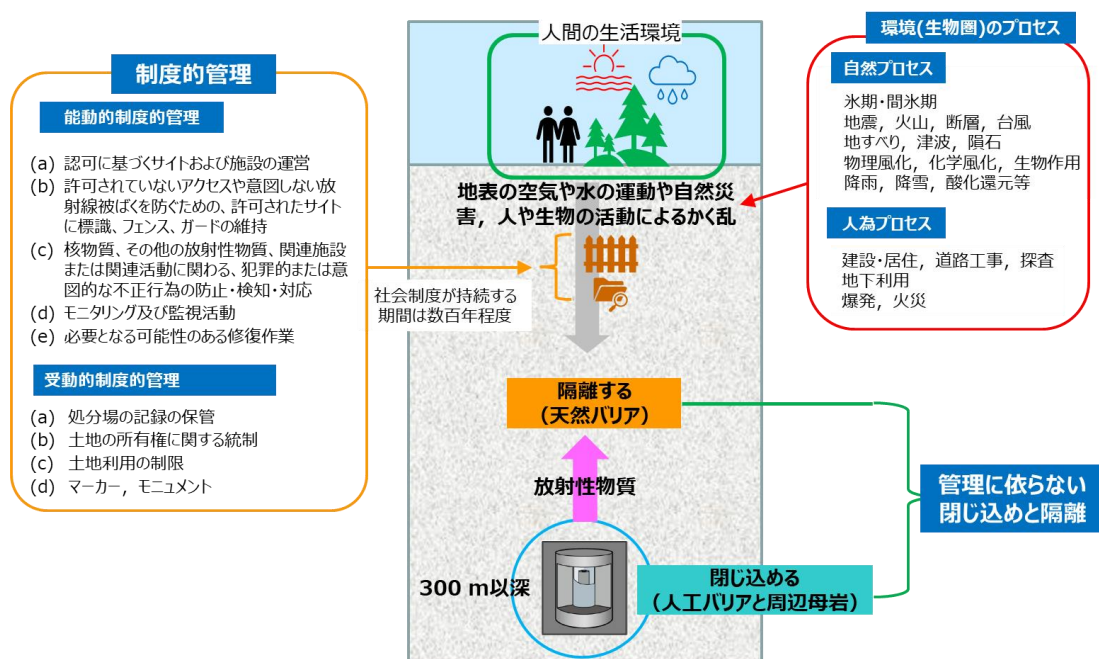 制度的管理
能動的制度的管理
(a) 認可に基づくサイトおよび施設の運営
(b) 許可されていないアクセスや意図しない放
射線被ばくを防ぐための、許可されたサイト
に標識、フェンス、ガードの維持
(c) 核物質、その他の放射性物質、関連施設
または関連活動に関わる、犯罪的または意
図的な不正行為の防止・検知・対応
(d) モニタリング及び監視活動
(e) 必要となる可能性のある修復作業
受動的制度的管理
(a) 処分場の記録の保管
(b) 土地の所有権に関する統制
(c) 土地利用の制限
(d) マーカー，モニュメント
人間の生活環境
地表の空気や水の運動や自然災
害，人や生物の活動によるかく乱
社会制度が持続する
期間は数百年程度
隔離する
（天然バリア）
放射性物質
300 m以深
閉じ込める
（人工バリアと周辺母岩）
環境(生物圏)のプロセス
自然プロセス
氷期・間氷期
地震，火山，断層，台風
地すべり，津波，隕石
物理風化，化学風化，生物作用
降雨，降雪，酸化還元等
人為プロセス
建設・居住，道路工事，探査
地下利用
爆発，火災
管理に依らない
閉じ込めと隔離